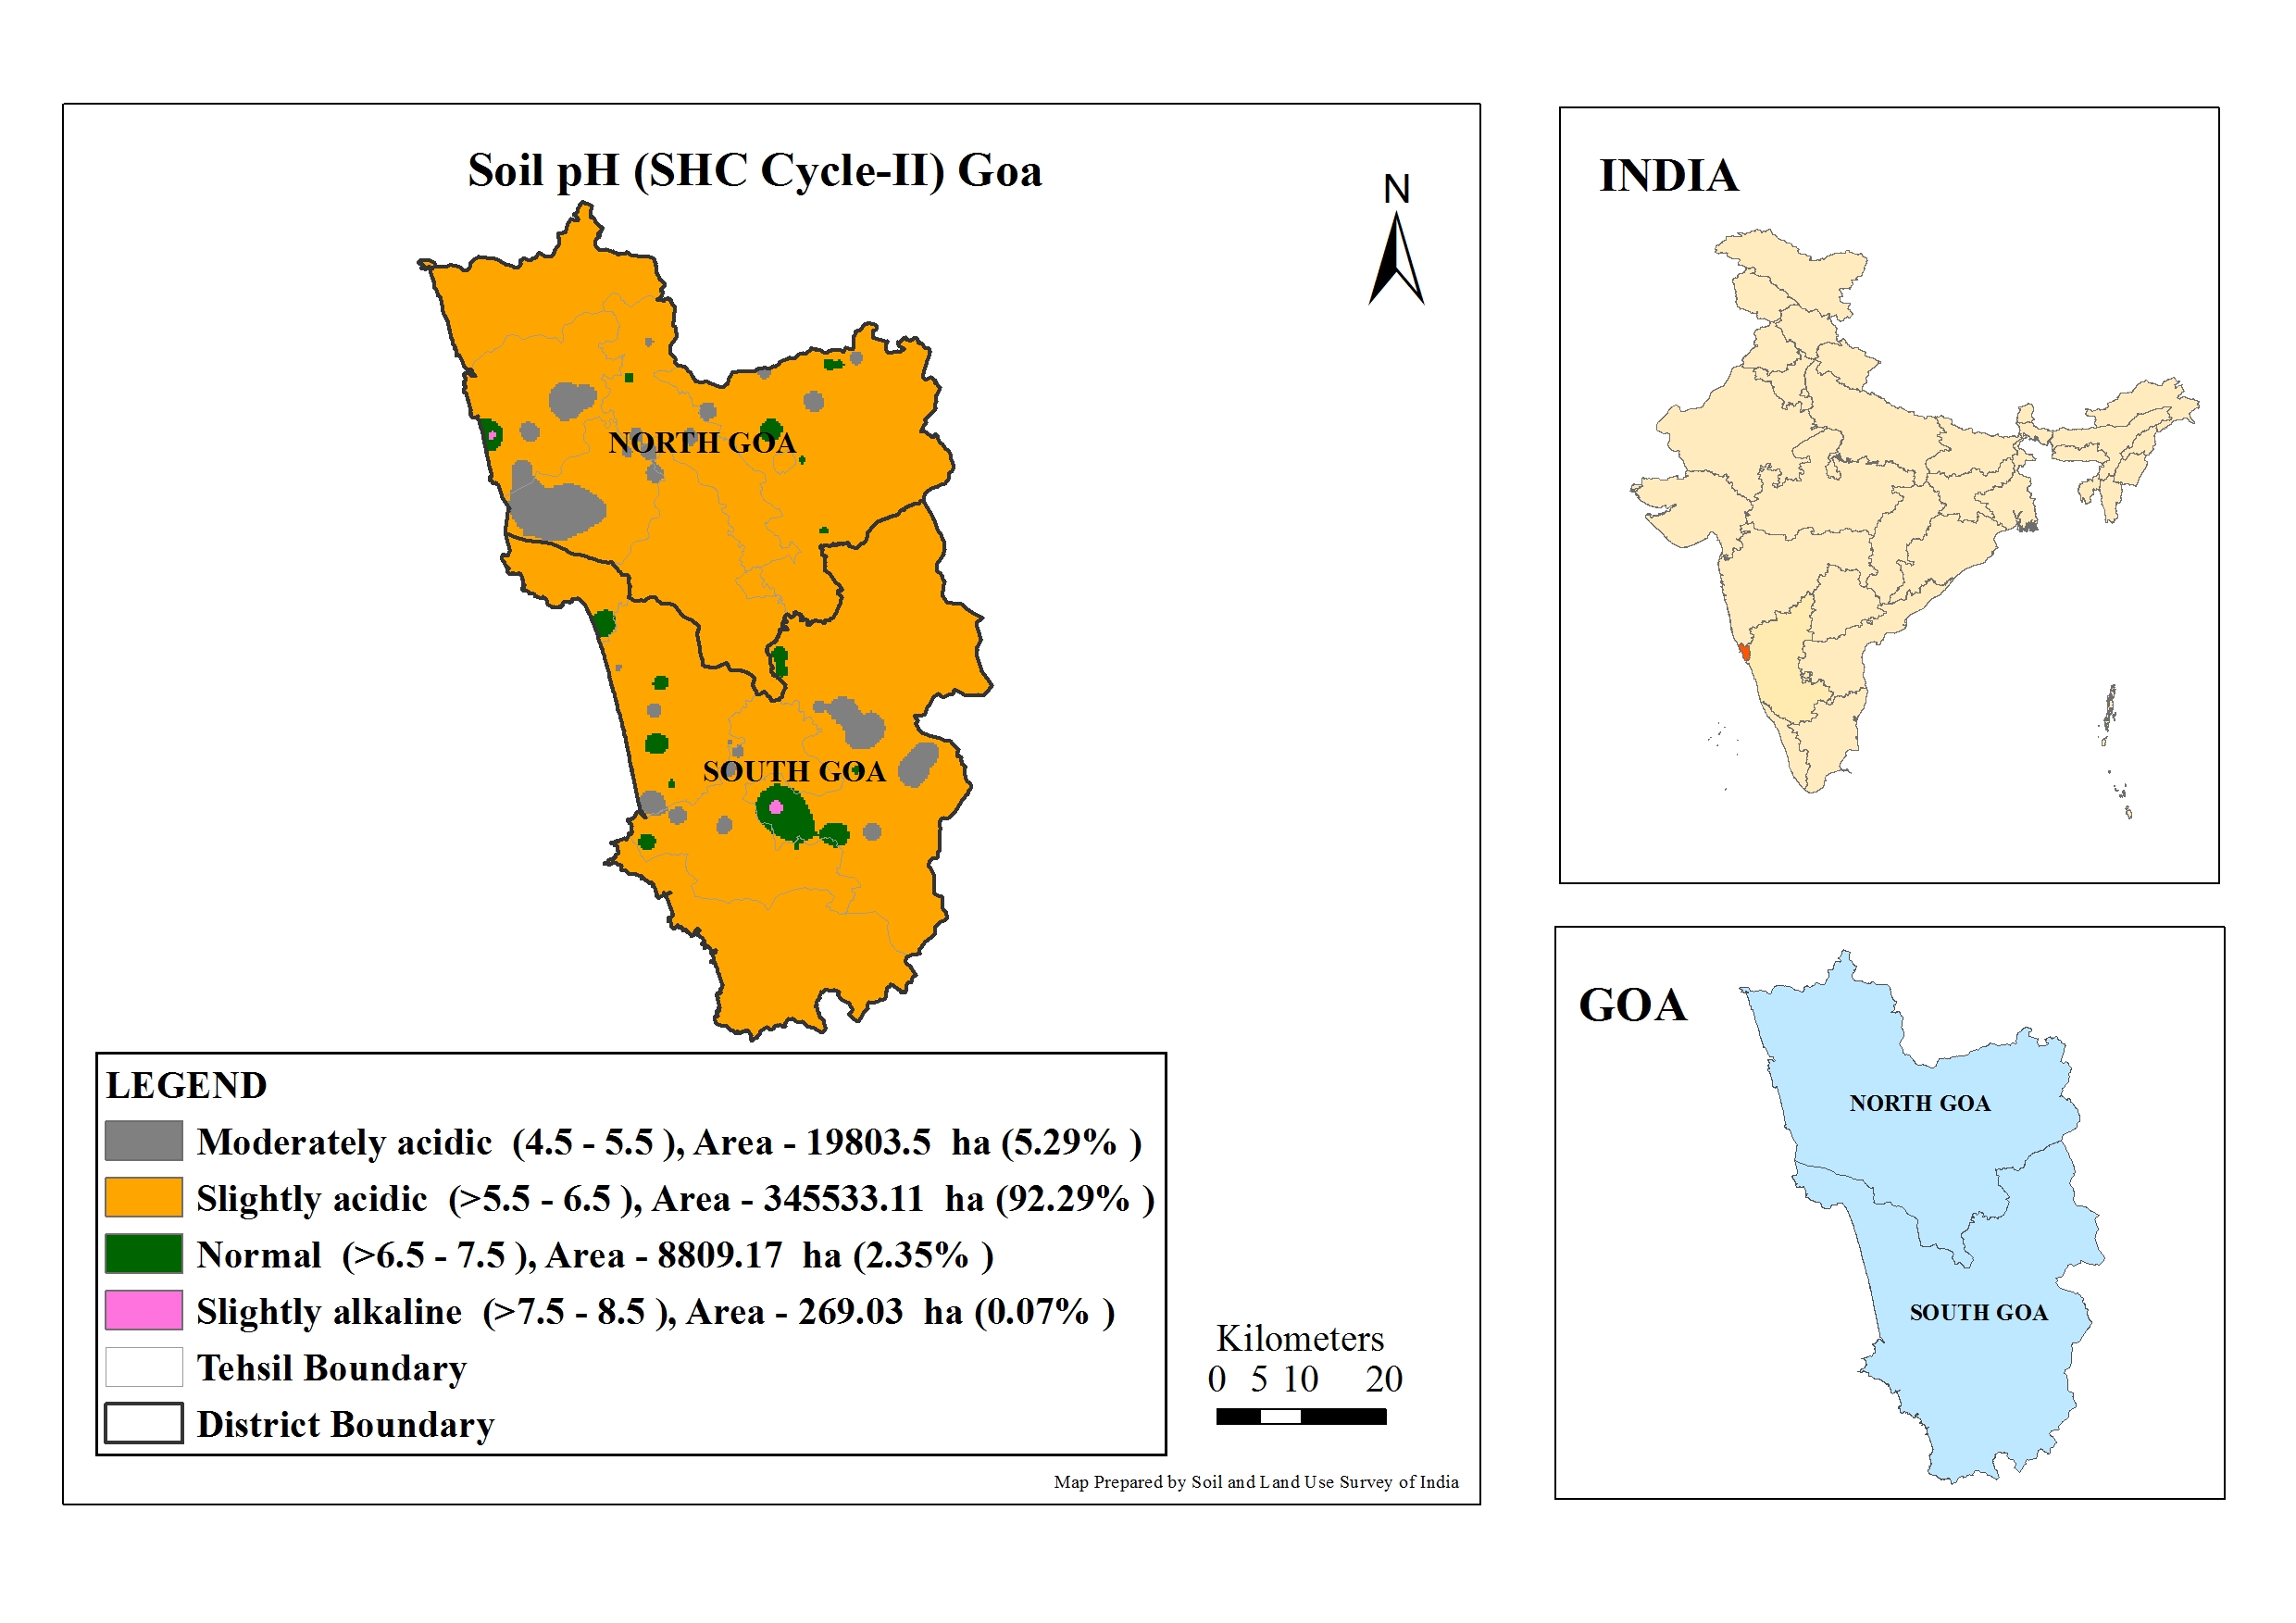 Soil pH (SHC Cycle-II) Goa
N
NORTH GOA
SOUTH GOA
LEGEND
Moderately acidic (4.5 - 5.5 ), Area - 19803.5 ha (5.29% )
Slightly acidic (>5.5 - 6.5 ), Area - 345533.11 ha (92.29% )
Normal (>6.5 - 7.5 ), Area - 8809.17 ha (2.35% )
Slightly alkaline (>7.5 - 8.5 ), Area - 269.03 ha (0.07% )
Tehsil Boundary
District Boundary
Kilometers
0 5 10 20
Map Prepared by Soil and Land Use Survey of India
INDIA
GOA
NORTH GOA
SOUTH GOA